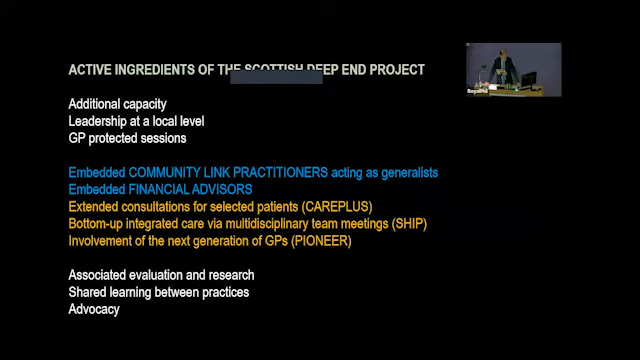 ACTIVE INGREDIENTS OF THE SCOTTISH DEEP END PROJECT
RoyalPhil
Additional capacity
Leadership at a local level
GP protected sessions
Embedded COMMUNITY LINK PRACTITIONERS acting as generalists
Embedded FINANCIAL ADVISORS
Extended consultations for selected patients (CAREPLUS)
Bottom-up integrated care via multidisciplinary team meetings (SHIP)
Involvement of the next generation of GPs (PIONEER)
Associated evaluation and research
Shared learning between practices
Advocacy